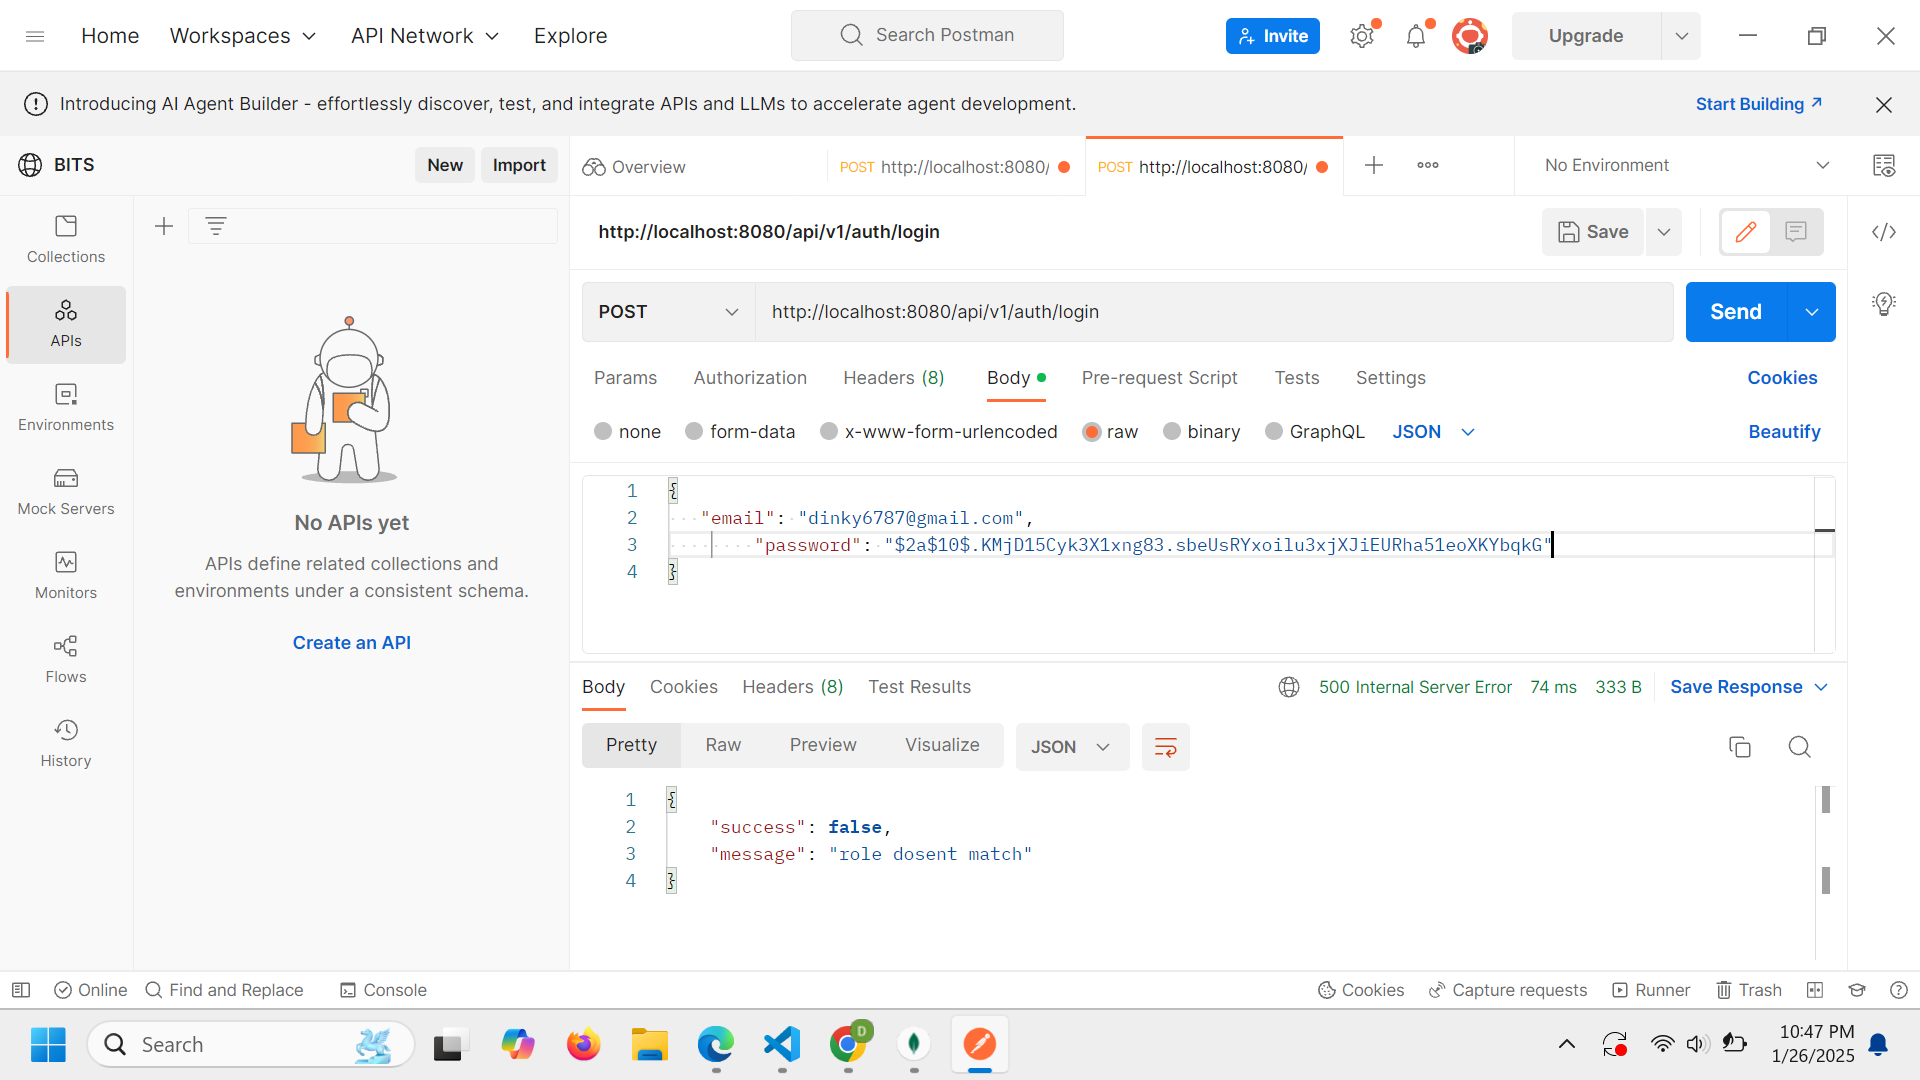 Home
Workspaces
API Network
Explore
Search Postman
Invite
Upgrade
Introducing AI Agent Builder - effortlessly discover, test, and integrate APIs and LLMs to accelerate agent development.
Start Building
BITS
New
Import
Overview
POST http://localhost:8080/
POST http://localhost:8080/
No Environment
Collections
APIs
Environments
Mock Servers
Monitors
Flows
History
No APIs yet
APIs define related collections and
environments under a consistent schema.
Create an API
http://localhost:8080/api/v1/auth/login
Save
POST
http://localhost:8080/api/v1/auth/login
Send
Params
Authorization
Headers (8)
Body
Pre-request Script
Tests
Settings
Cookies
none
form-data
x-www-form-urlencoded
raw
binary
GraphQL
JSON
Beautify
1 {
2 "email": "dinky6787@gmail.com",
3 "password": "$2a$10$.KMjD15Cyk3X1xng83.sbeUsRYxoilu3xjXJiEURha51eoXKYbqkG"
4 }
Body
Cookies
Headers (8)
Test Results
500 Internal Server Error
74 ms
333 B
Save Response
Pretty
Raw
Preview
Visualize
JSON
1 {
2 "success": false,
3 "message": "role dosent match"
4 }
Online
Find and Replace
Console
Cookies
Capture requests
Runner
Trash
Search
D
10:47 PM
1/26/2025